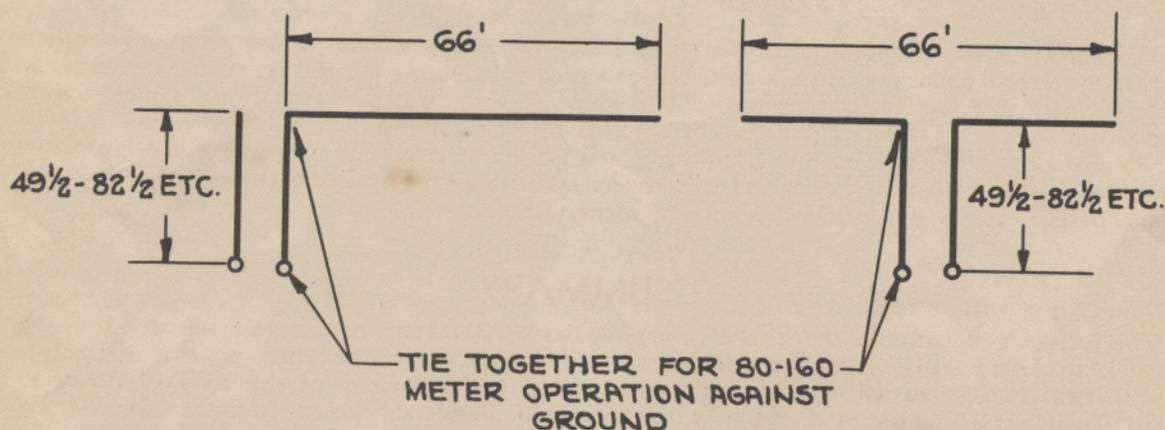 66'
66'
49½-82½ ETC.
49½-82½ ETC.
TIE TOGETHER FOR 80-160
METER OPERATION AGAINST
GROUND